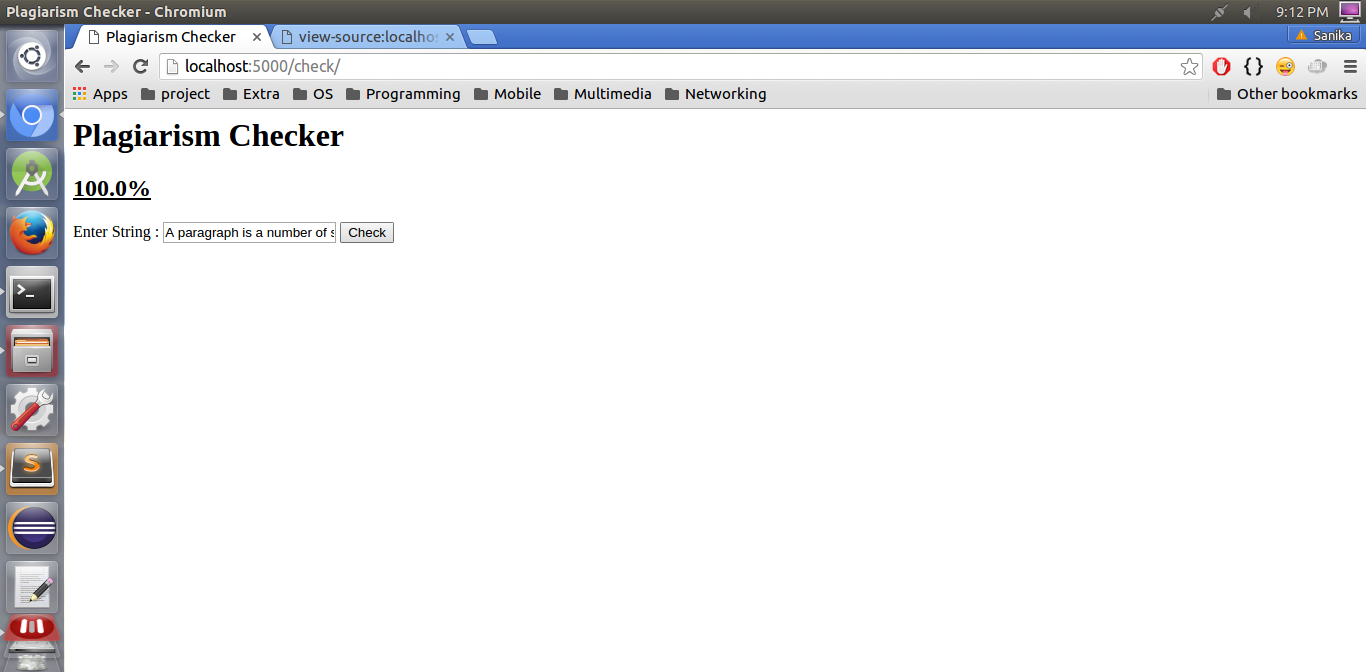 Plagiarism Checker - Chromium
9:12 PM
Plagiarism Checker
view-source:localho
Sanika
localhost:5000/check/
Apps project Extra OS Programming Mobile Multimedia Networking Other bookmarks
Plagiarism Checker
100.0%
Enter String : A paragraph is a number of s Check